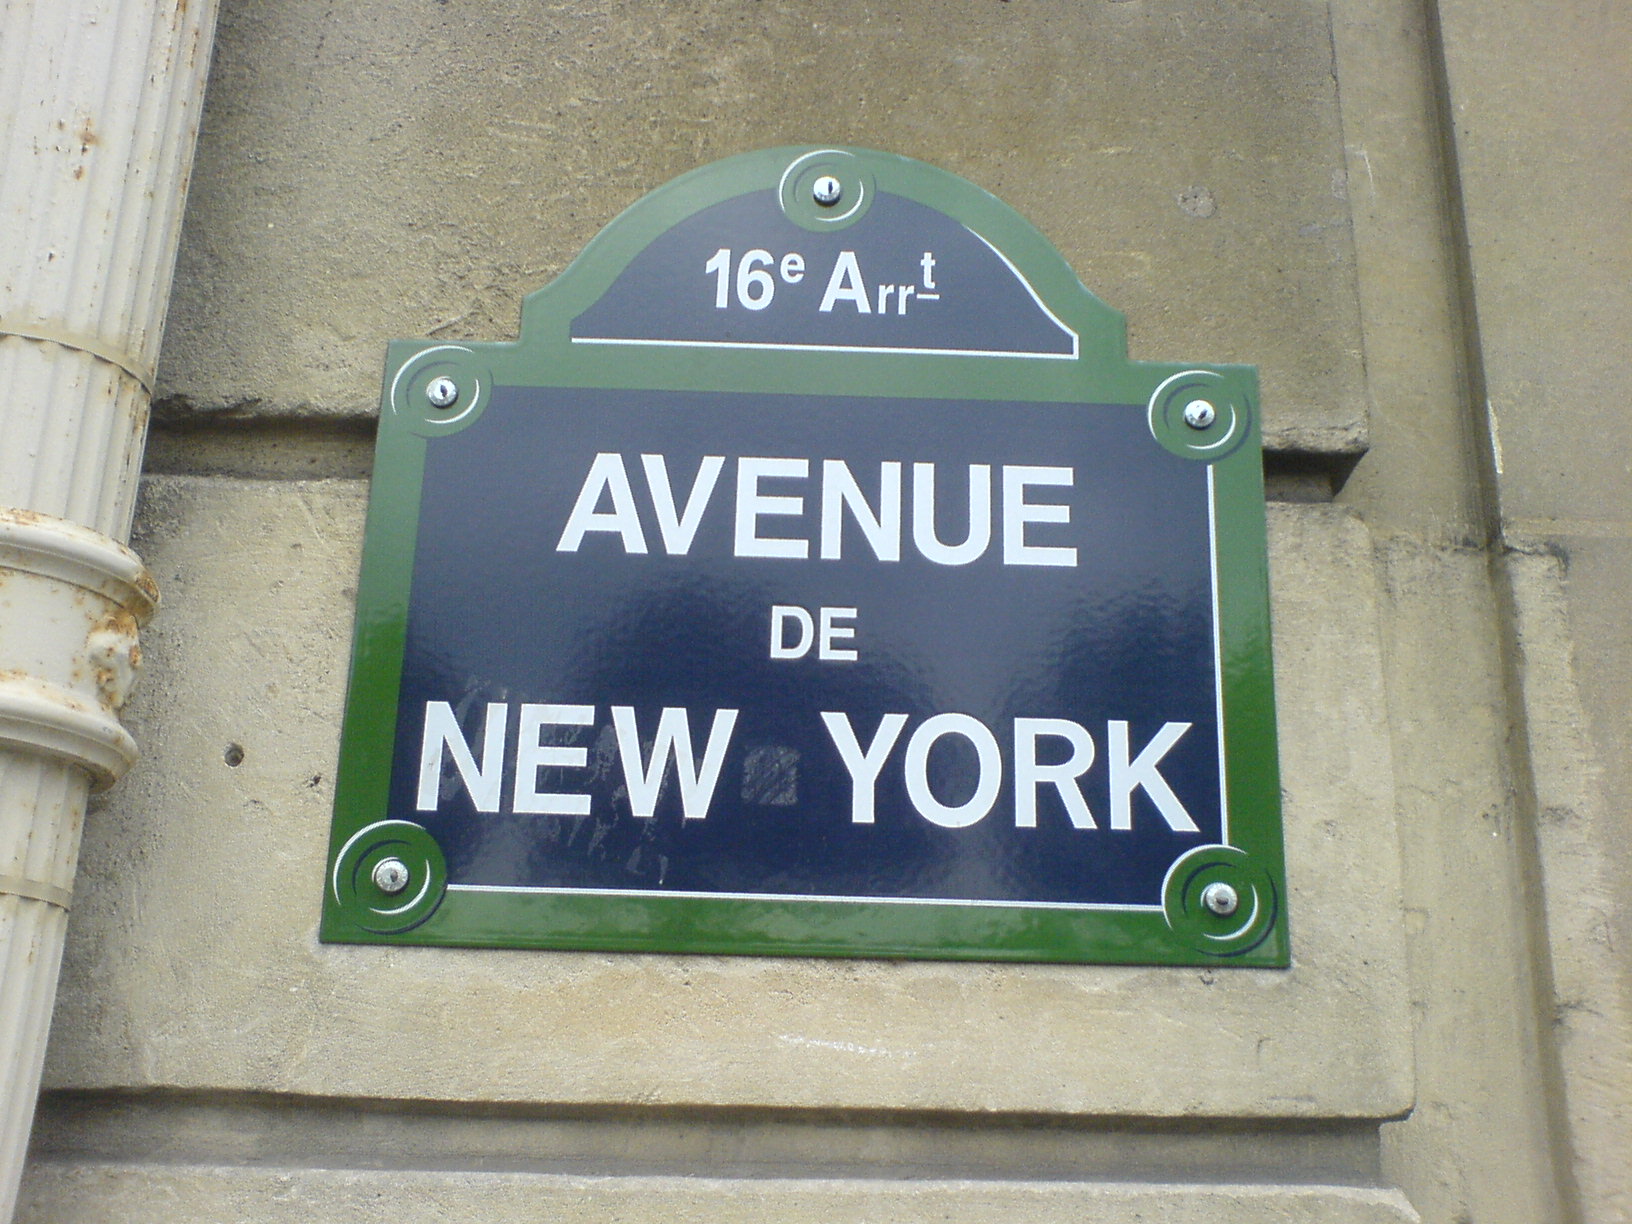 16e Arrt
AVENUE
DE
NEW YORK